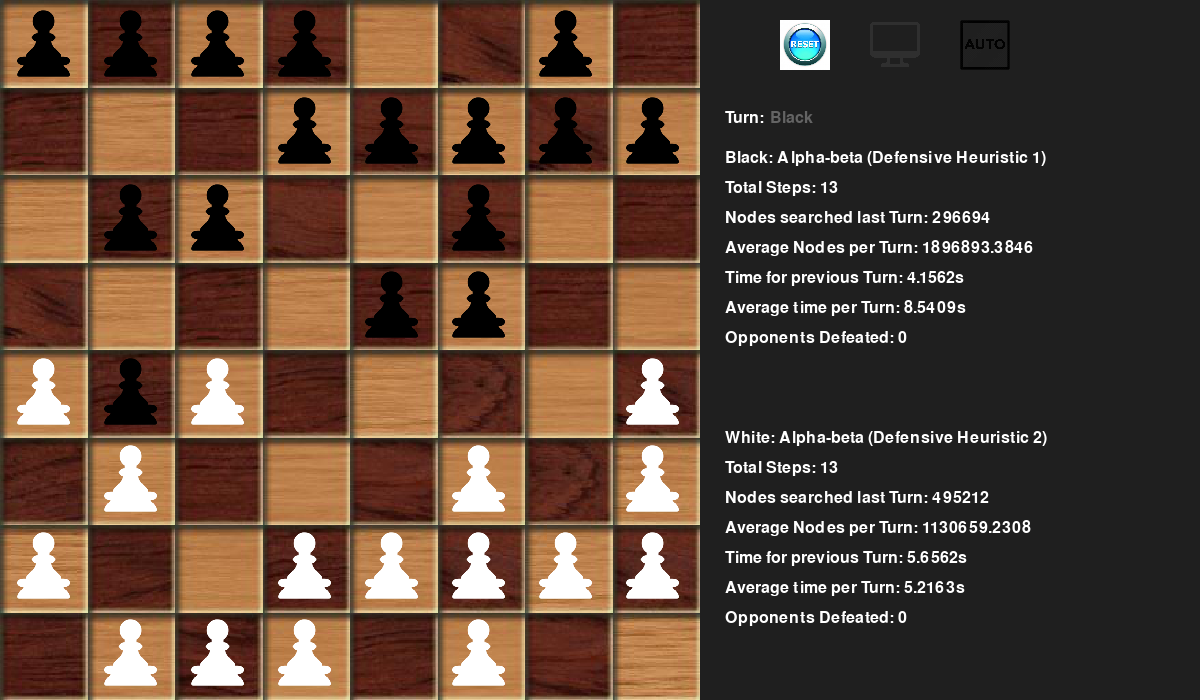 RESET
AUTO
Turn: Black
Black: Alpha-beta (Defensive Heuristic 1)
Total Steps: 13
Nodes searched last Turn: 296694
Average Nodes per Turn: 1896893.3846
Time for previous Turn: 4.1562s
Average time per Turn: 8.5409s
Opponents Defeated: 0
White: Alpha-beta (Defensive Heuristic 2)
Total Steps: 13
Nodes searched last Turn: 495212
Average Nodes per Turn: 1130659.2308
Time for previous Turn: 5.6562s
Average time per Turn: 5.2163s
Opponents Defeated: 0